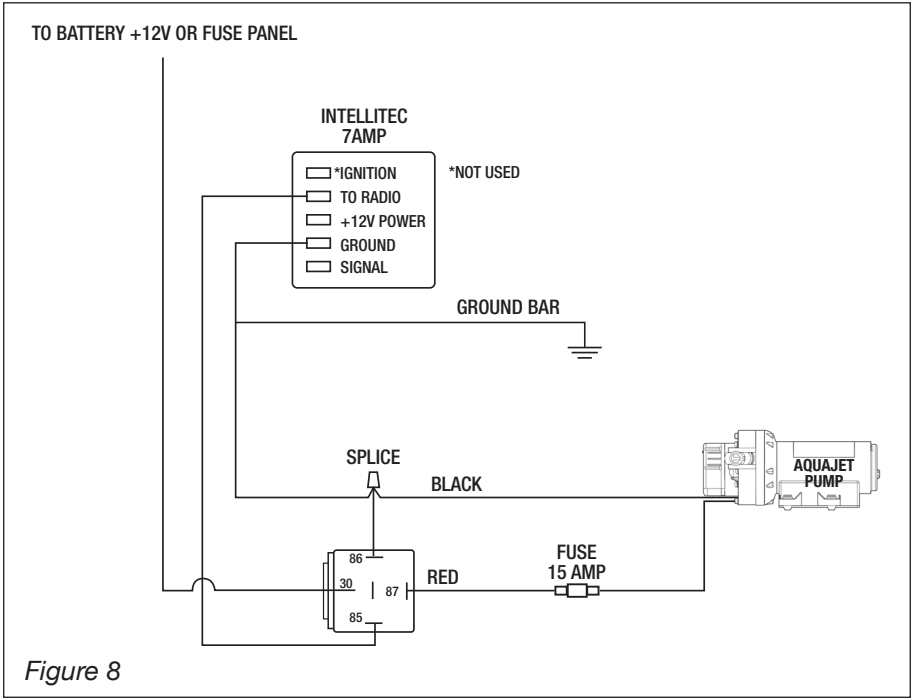 TO BATTERY +12V OR FUSE PANEL
INTELLITEC
7AMP
*IGNITION
*NOT USED
TO RADIO
+12V POWER
GROUND
SIGNAL
GROUND BAR
SPLICE
BLACK
AQUAJET
PUMP
86
30
87
85
RED
FUSE
15 AMP
Figure 8